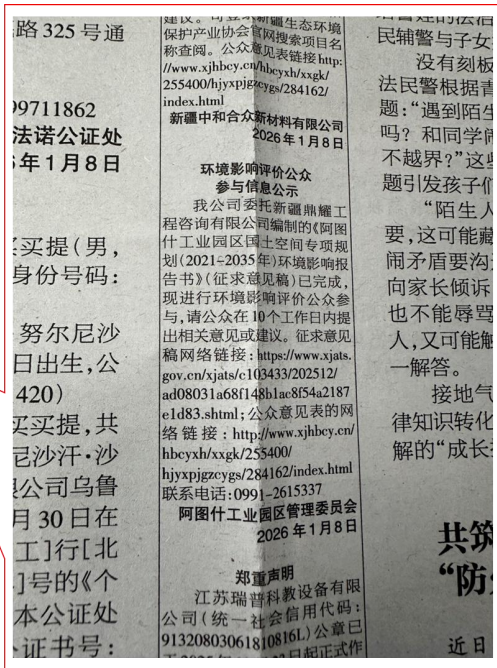 路325号通
99711862
法诺公证处
年1月8日
买提(男,
身份号码:
努尔尼沙
日出生,公
420)
买买提,共
尼沙汗·沙
公司乌鲁
月30日在
工]行[北
]号的《个
本公证处
证书号:
保护产业协会官网搜索项目名
称查阅。公众意见表链接http:
//www.xjhbcy.cn/hbcyxh/xxgk/
255400/hjyxpjgzcygs/284162/
index.html
新疆中和合众新材料有限公司
2026年1月8日
环境影响评价公众
参与信息公示
我公司委托新疆鼎耀工
程咨询有限公司编制的《阿图
什工业园区国土空间专项规
划(2021-2035年)环境影响报
告书》(征求意见稿)已完成,
现进行环境影响评价公众参
与,请公众在10个工作日内提
出相关意见或建议。征求意见
稿网络链接:https://www.xjats.
gov.cn/xjats/c103433/202512/
ad08031a68f148b1ac8f54a2187
e1d83.shtml;公众意见表的网
络链接:http://www.xjhbcy.cn/
hbcyxh/xxgk/255400/
hjyxpjgzcygs/284162/index.html
联系电话:0991-2615337
阿图什工业园区管理委员会
2026年1月8日
郑重声明
江苏瑞普科教设备有限
公司(统一社会信用代码:
91320803061810816L)公章已
民辅警与子女
没有刻板
法民警根据青
题:“遇到陌生
吗?和同学闹
不越界?”这些
题引发孩子们
“陌生人
要,这可能藏
闹矛盾要沟通
向家长倾诉
也不能辱骂
人,又可能触
一解答。
接地气
律知识转化
解的“成长
共筑
“防火
近日